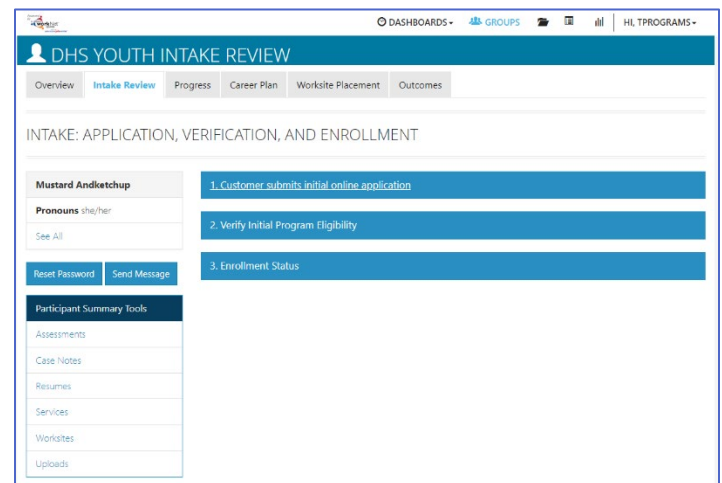 DASHBOARDS GROUPS HI, TPROGRAMS
DHS YOUTH INTAKE REVIEW
Overview Intake Review Progress Career Plan Worksite Placement Outcomes
INTAKE: APPLICATION, VERIFICATION, AND ENROLLMENT
Mustard Andketchup
Pronouns she/her
See All
Reset Password Send Message
Participant Summary Tools
Assessments
Case Notes
Resumes
Services
Worksites
Uploads
1. Customer submits initial online application
2. Verify Initial Program Eligibility
3. Enrollment Status